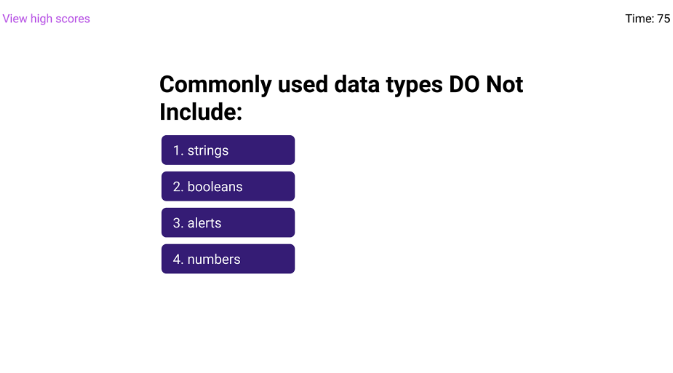 View high scores
Time: 75
Commonly used data types DO Not
Include:
1. strings
2. booleans
3. alerts
4. numbers